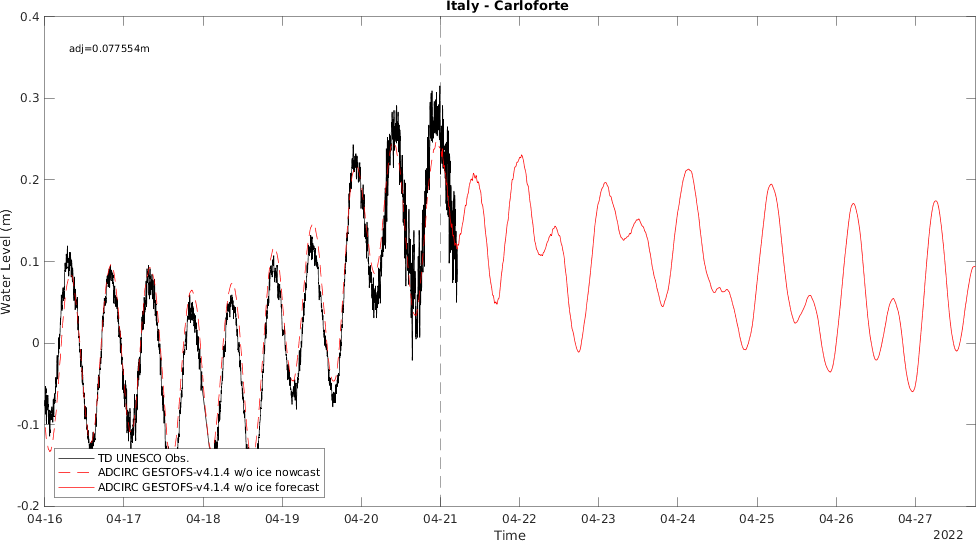 Italy - Carloforte
adj=0.077554m
Water Level (m)
0.4
0.3
0.2
0.1
0
-0.1
-0.2
TD UNESCO Obs.
ADCIRC GESTOFS-v4.1.4 w/o ice nowcast
ADCIRC GESTOFS-v4.1.4 w/o ice forecast
04-16 04-17 04-18 04-19 04-20 04-21 04-22 04-23 04-24 04-25 04-26 04-27
Time
2022